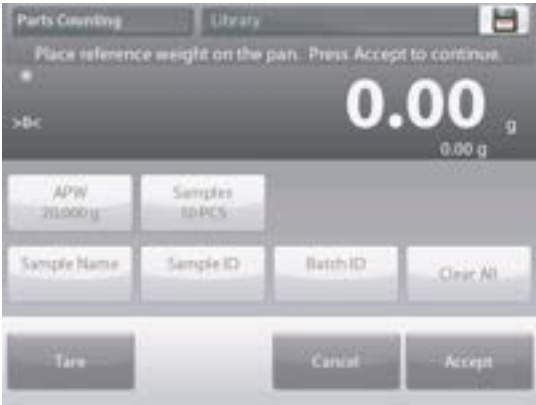 Parts Counting Library
Place reference weight on the pan. Press Accept to continue.
0.00 g
>0<
0.00 g
APW Samples
20.000 g 10 PCS
Sample Name Sample ID Batch ID Clear All
Tare Cancel Accept